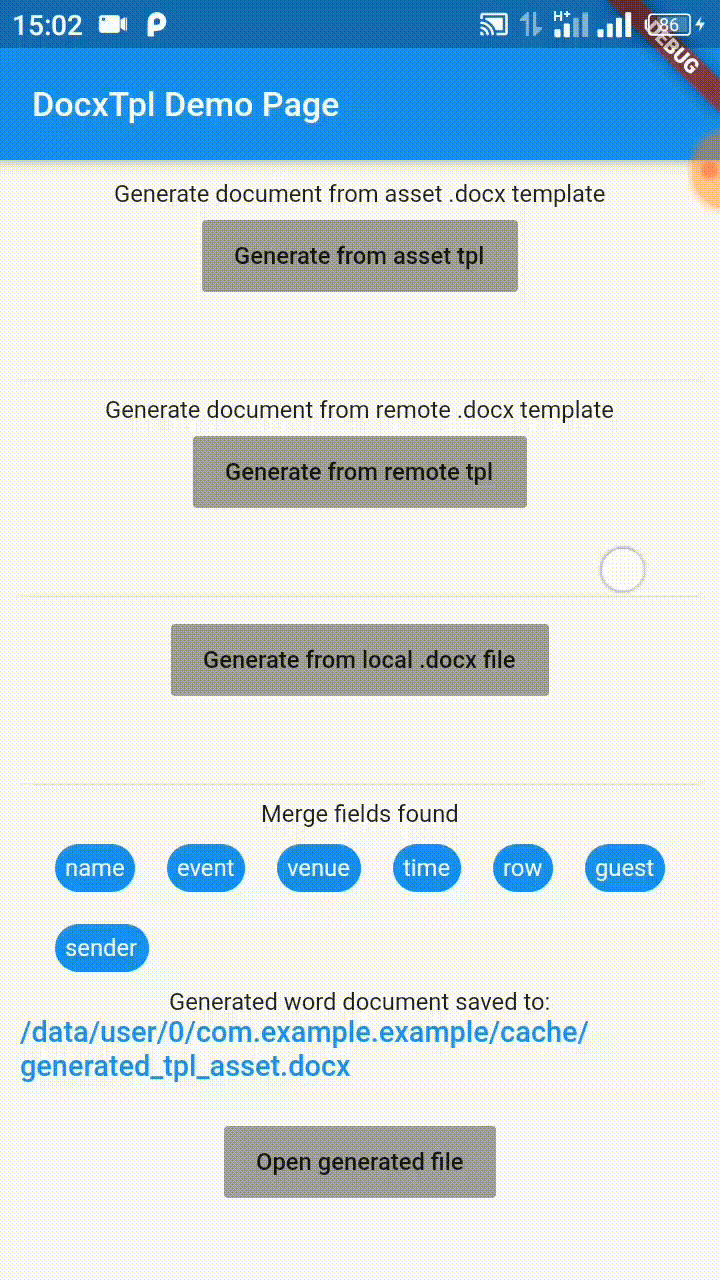 15:02
H+
86
DEBUG
DocxTpl Demo Page
Generate document from asset .docx template
Generate from asset tpl
Generate document from remote .docx template
Generate from remote tpl
Generate from local .docx file
Merge fields found
name event venue time row guest
sender
Generated word document saved to:
/data/user/0/com.example.example/cache/
generated_tpl_asset.docx
Open generated file